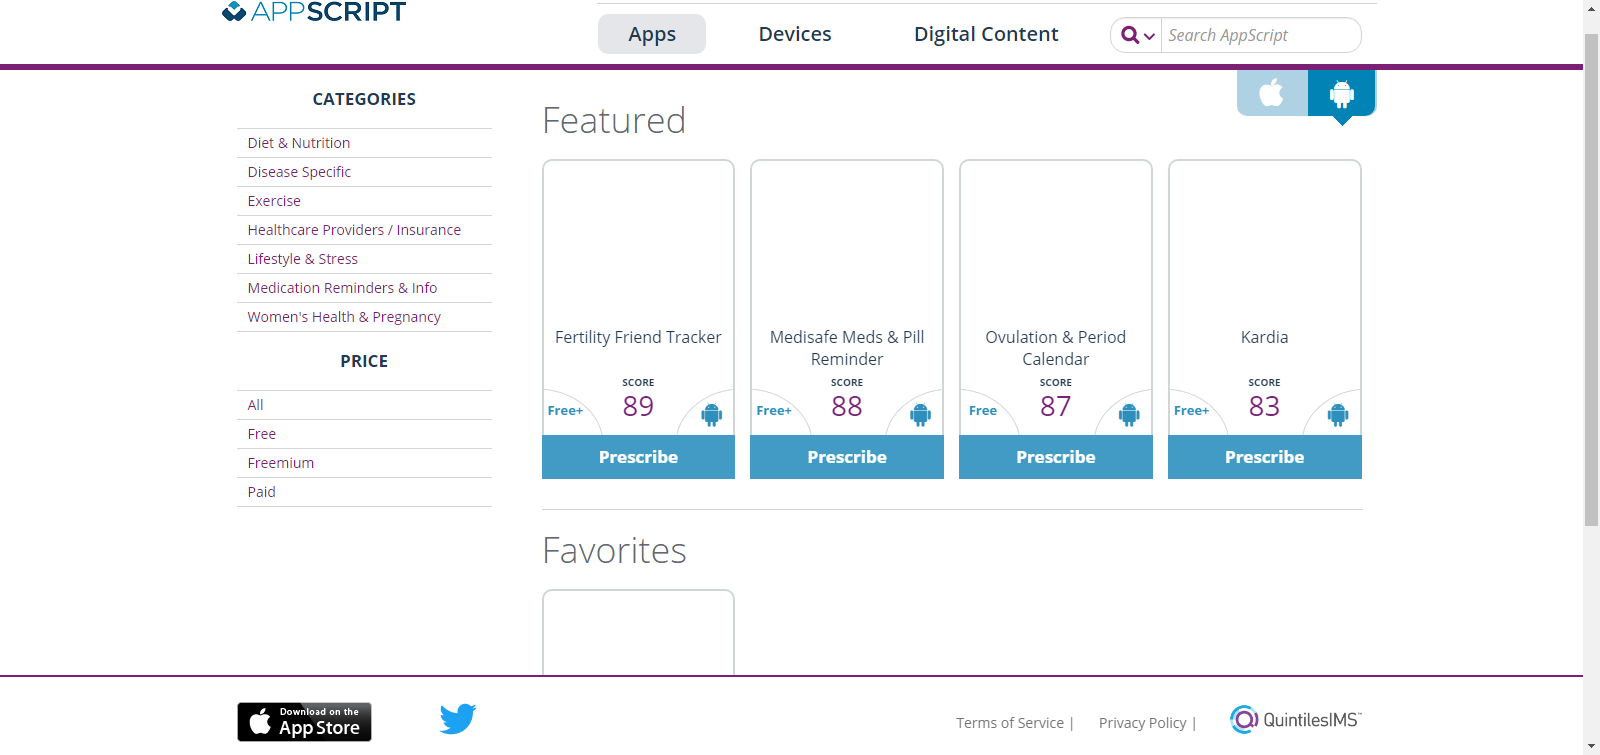 APPSCRIPT
Apps
Devices
Digital Content
Search AppScript
CATEGORIES
Diet & Nutrition
Disease Specific
Exercise
Healthcare Providers / Insurance
Lifestyle & Stress
Medication Reminders & Info
Women's Health & Pregnancy
PRICE
All
Free
Freemium
Paid
Featured
Fertility Friend Tracker
SCORE
Free+
89
Prescribe
Medisafe Meds & Pill
Reminder
SCORE
Free+
88
Prescribe
Ovulation & Period
Calendar
SCORE
Free
87
Prescribe
Kardia
SCORE
Free+
83
Prescribe
Favorites
Download on the
App Store
Terms of Service |
Privacy Policy |
QuintilesIMS™